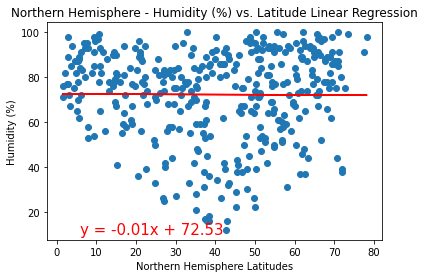 Northern Hemisphere - Humidity (%) vs. Latitude Linear Regression
100
80
60
40
20
Humidity (%)
y = -0.01x + 72.53
0 10 20 30 40 50 60 70 80
Northern Hemisphere Latitudes